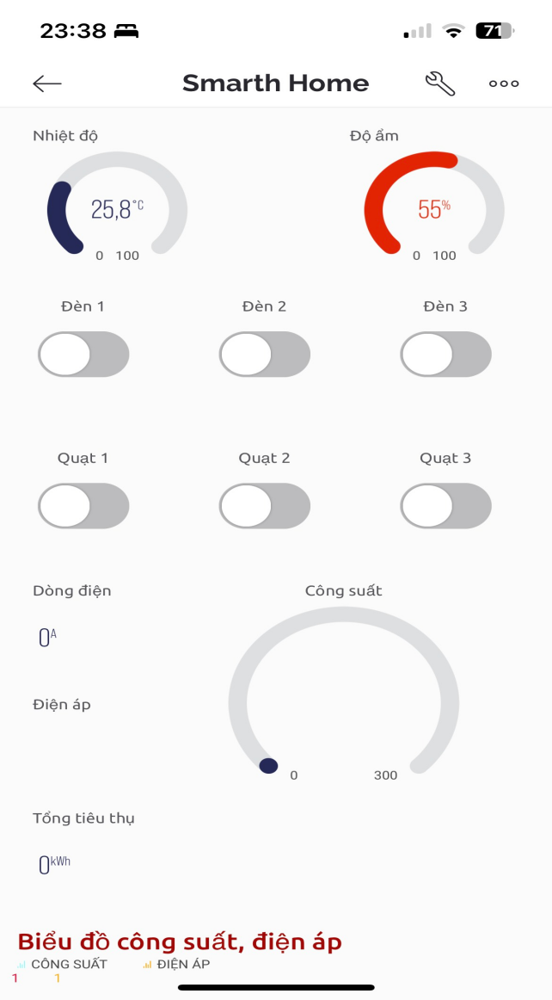 23:38 71
Smarth Home
Nhiệt độ Độ ẩm
25,8°C 55%
0 100 0 100
Đèn 1 Đèn 2 Đèn 3
Quạt 1 Quạt 2 Quạt 3
Dòng điện Công suất
0A
Điện áp
0 300
Tổng tiêu thụ
0kWh
Biểu đồ công suất, điện áp
CÔNG SUẤT ĐIỆN ÁP
1 1